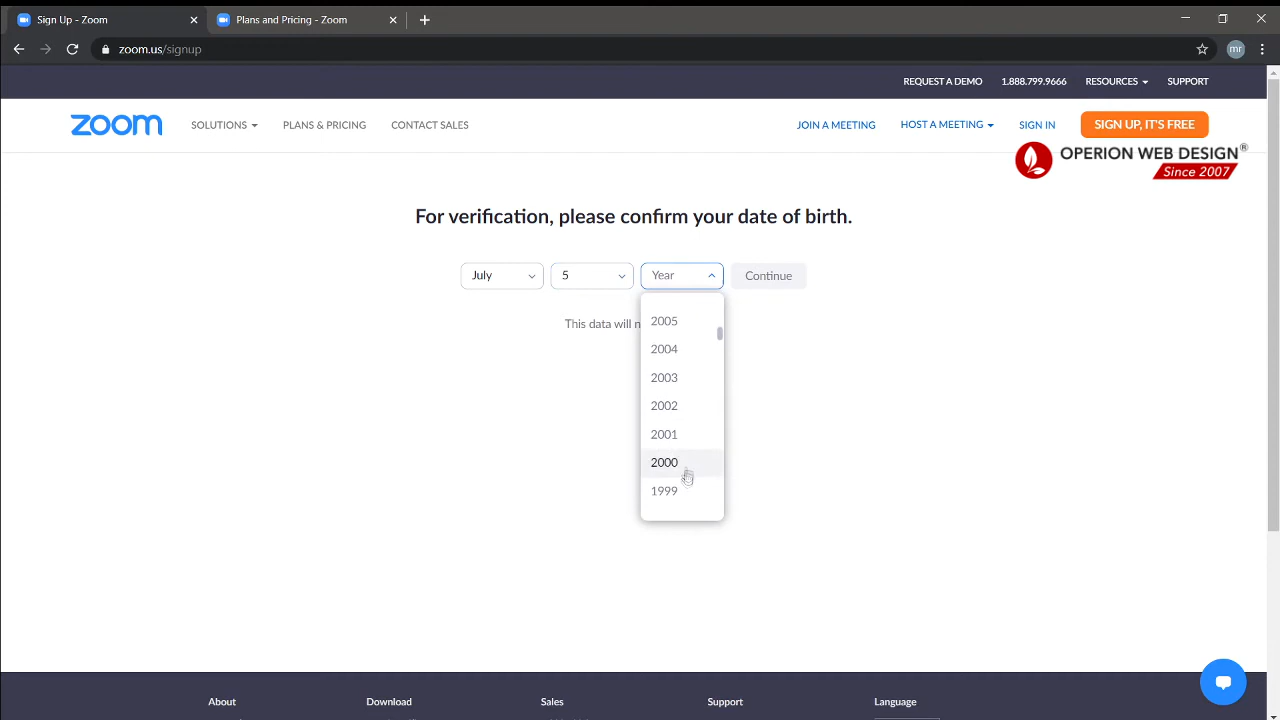 Sign Up - Zoom
Plans and Pricing - Zoom
zoom.us/signup
mr
REQUEST A DEMO
1.888.799.9666
RESOURCES
SUPPORT
zoom
SOLUTIONS
PLANS & PRICING
CONTACT SALES
JOIN A MEETING
HOST A MEETING
SIGN IN
SIGN UP, IT'S FREE
OPERION WEB DESIGN®
Since 2007
For verification, please confirm your date of birth.
July
5
Year
Continue
This data will
2005
2004
2003
2002
2001
2000
1999
About
Download
Sales
Support
Language